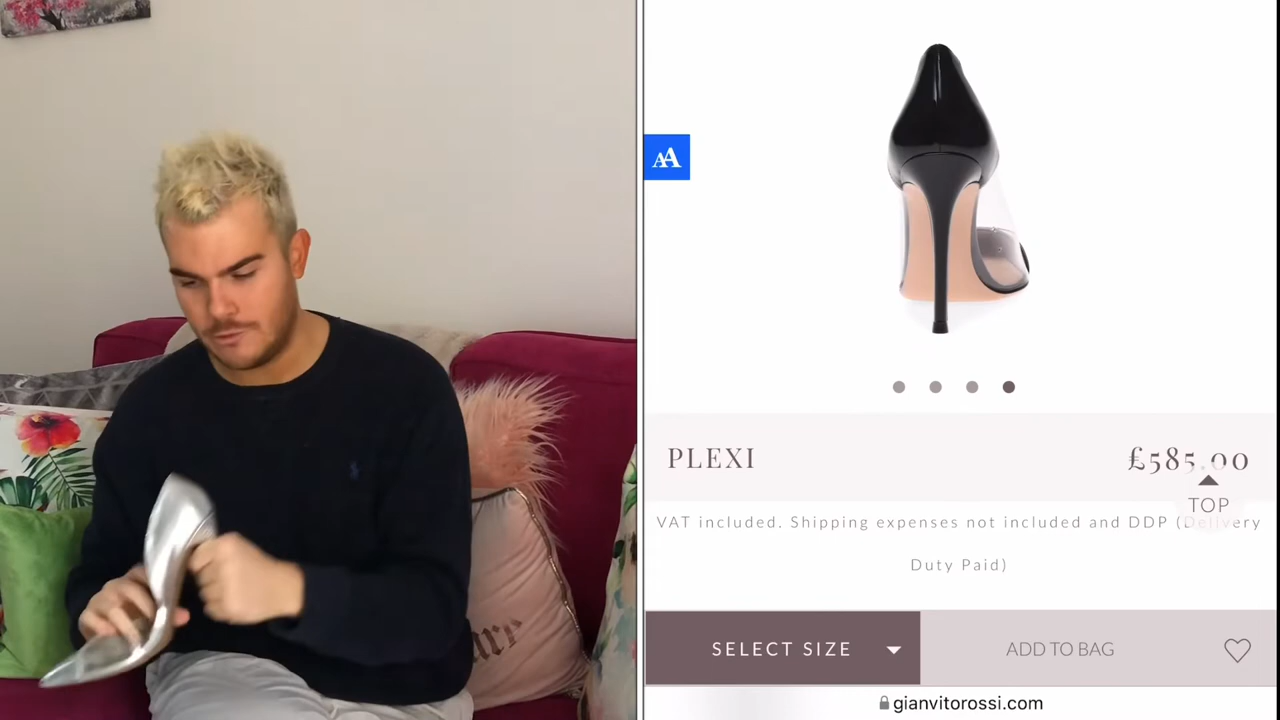 AA
PLEXI
£585.00
TOP
VAT included. Shipping expenses not included and DDP (Delivery
Duty Paid)
SELECT SIZE
ADD TO BAG
gianvitorossi.com